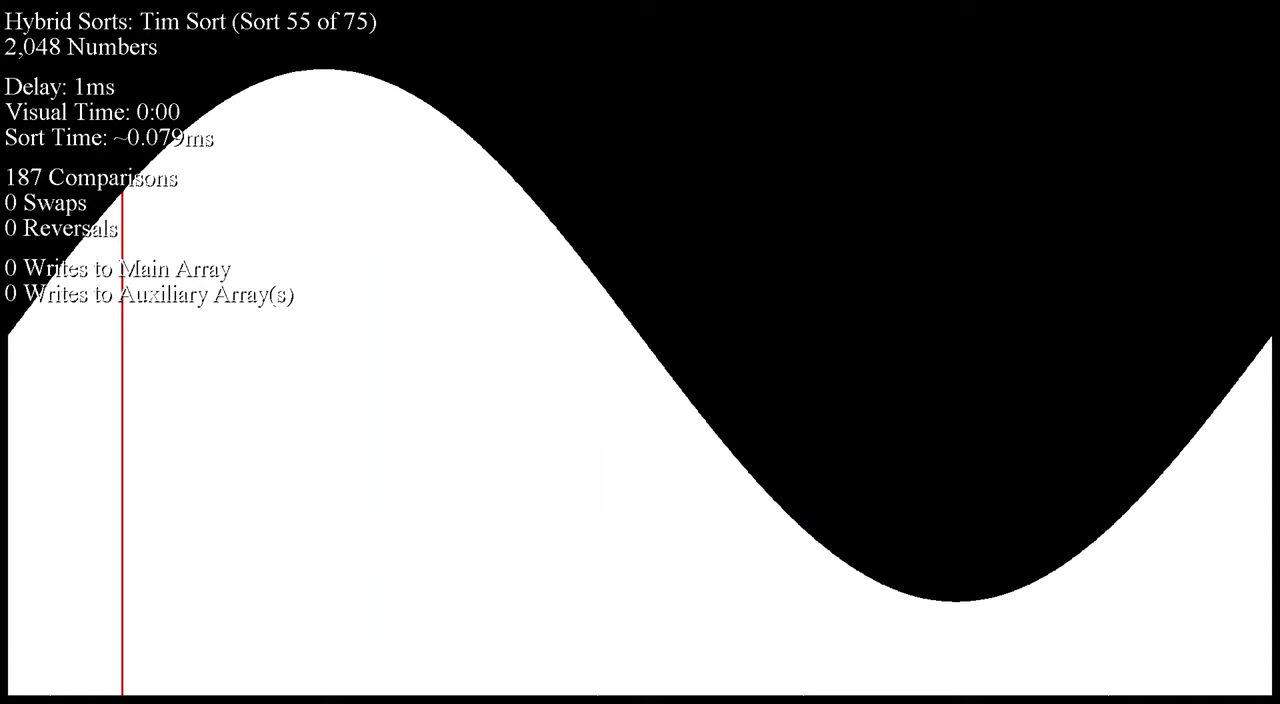 Hybrid Sorts: Tim Sort (Sort 55 of 75)
2,048 Numbers
Delay: 1ms
Visual Time: 0:00
Sort Time: ~0.079ms
187 Comparisons
0 Swaps
0 Reversals
0 Writes to Main Array
0 Writes to Auxiliary Array(s)